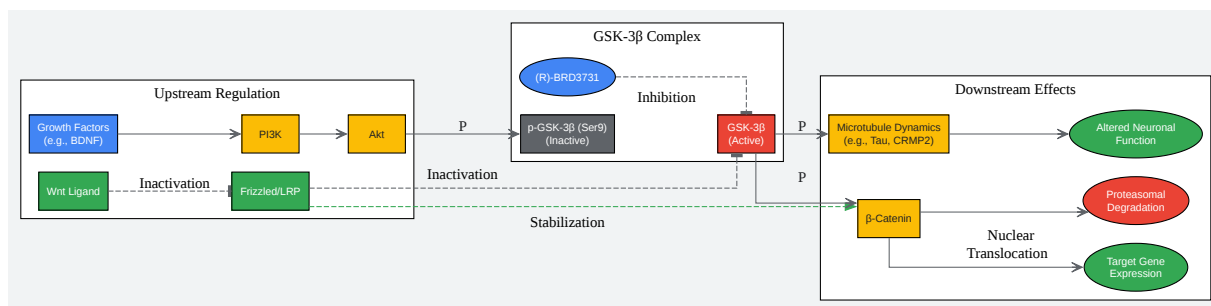 GSK-3β Complex
(R)-BRD3731
Inhibition
Upstream Regulation
Downstream Effects
Growth Factors
(e.g., BDNF)
PI3K
Akt
P
p-GSK-3β (Ser9)
(Inactive)
GSK-3β
(Active)
P
Microtubule Dynamics
(e.g., Tau, CRMP2)
Altered Neuronal
Function
Wnt Ligand
Inactivation
Frizzled/LRP
Inactivation
P
Stabilization
β-Catenin
Proteasomal
Degradation
Nuclear
Translocation
Target Gene
Expression